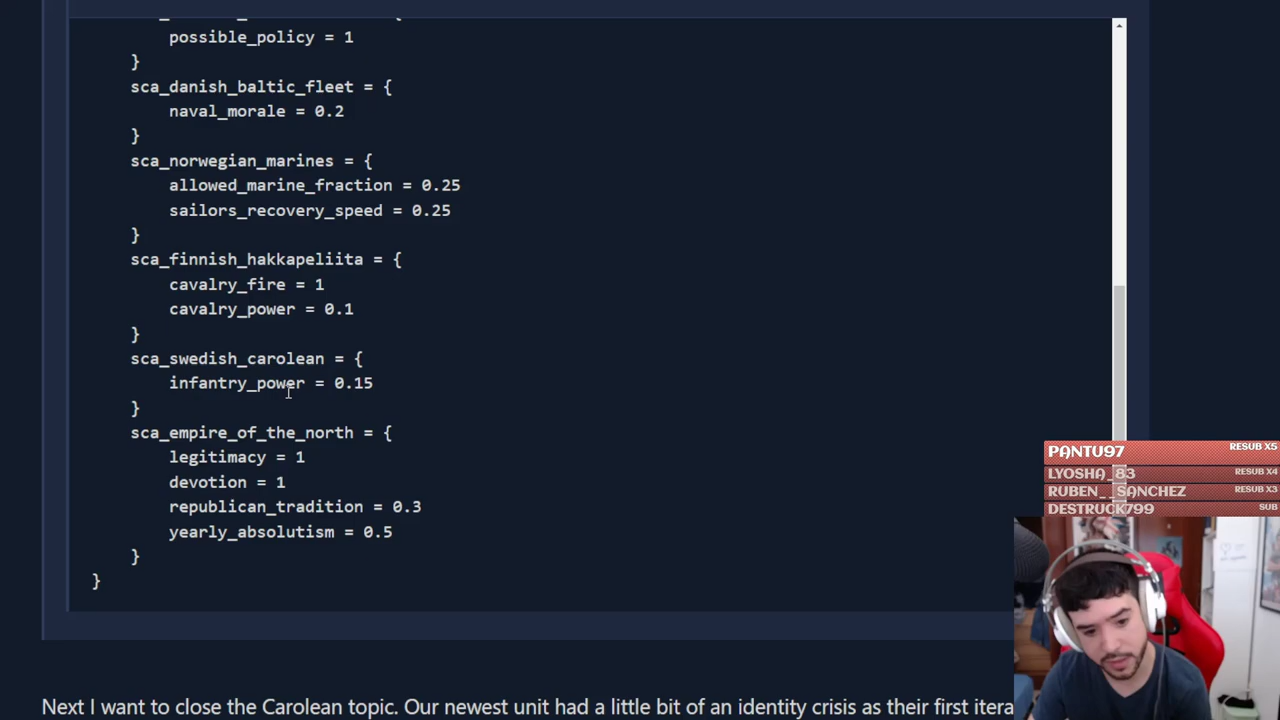 possible_policy = 1
}
sca_danish_baltic_fleet = {
naval_morale = 0.2
}
sca_norwegian_marines = {
allowed_marine_fraction = 0.25
sailors_recovery_speed = 0.25
}
sca_finnish_hakkapeliita = {
cavalry_fire = 1
cavalry_power = 0.1
}
sca_swedish_carolean = {
infantry_power = 0.15
}
sca_empire_of_the_north = {
legitimacy = 1
devotion = 1
republican_tradition = 0.3
yearly_absolutism = 0.5
}
}
PANTU97 RESUB X5
LYOSHA_83 RESUB X4
RUBEN__SANCHEZ RESUB X3
DESTRUCK799 SUB
Next I want to close the Carolean topic. Our newest unit had a little bit of an identity crisis as their first itera